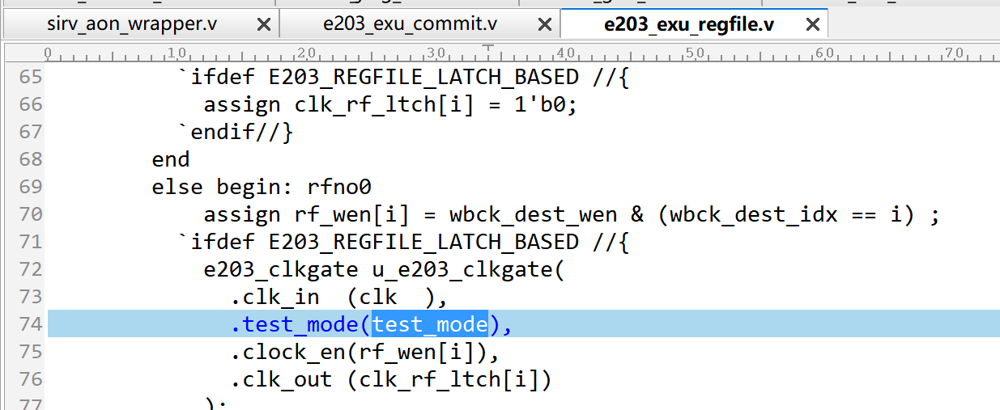 sirv_aon_wrapper.v e203_exu_commit.v e203_exu_regfile.v
0 10 20 30 40 50 60 70
65 `ifdef E203_REGFILE_LATCH_BASED //{
66 assign clk_rf_ltch[i] = 1'b0;
67 `endif//}
68 end
69 else begin: rfno0
70 assign rf_wen[i] = wbck_dest_wen & (wbck_dest_idx == i) ;
71 `ifdef E203_REGFILE_LATCH_BASED //{
72 e203_clkgate u_e203_clkgate(
73 .clk_in (clk ),
74 .test_mode(test_mode),
75 .clock_en(rf_wen[i]),
76 .clk_out (clk_rf_ltch[i])
77 );